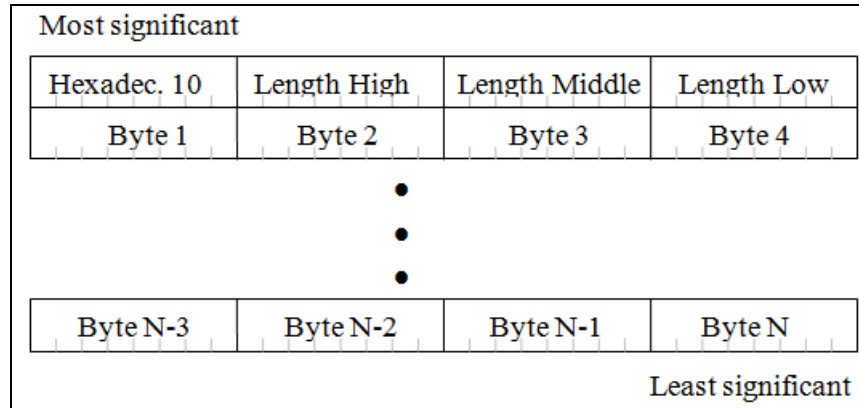 Most significant
Hexadec. 10 Length High Length Middle Length Low
Byte 1 Byte 2 Byte 3 Byte 4
Byte N-3 Byte N-2 Byte N-1 Byte N
Least significant